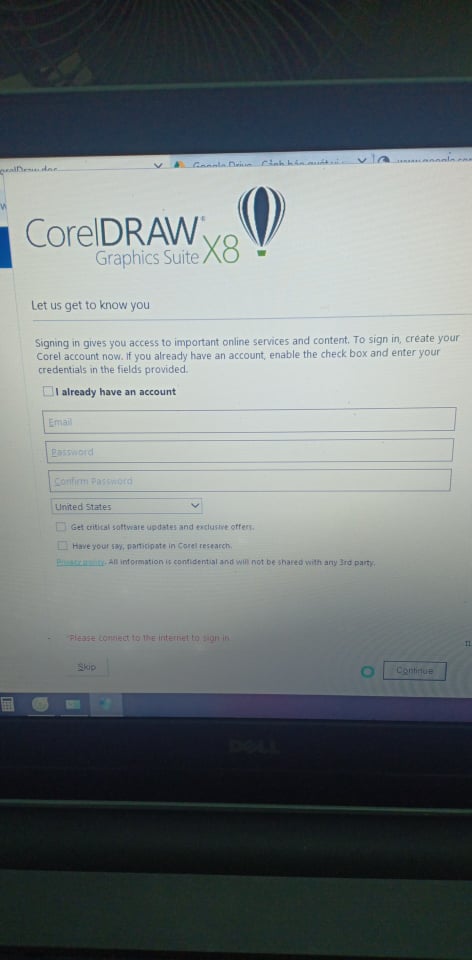 Google Drive - Cảnh báo
CorelDRAW®
Graphics Suite X8
Let us get to know you
Signing in gives you access to important online services and content. To sign in, create your
Corel account now. If you already have an account, enable the check box and enter your
credentials in the fields provided.
I already have an account
Email
Password
Confirm Password
United States
Get critical software updates and exclusive offers.
Have your say, participate in Corel research.
Privacy policy. All information is confidential and will not be shared with any 3rd party.
*Please connect to the internet to sign in.
Skip
Continue
DELL